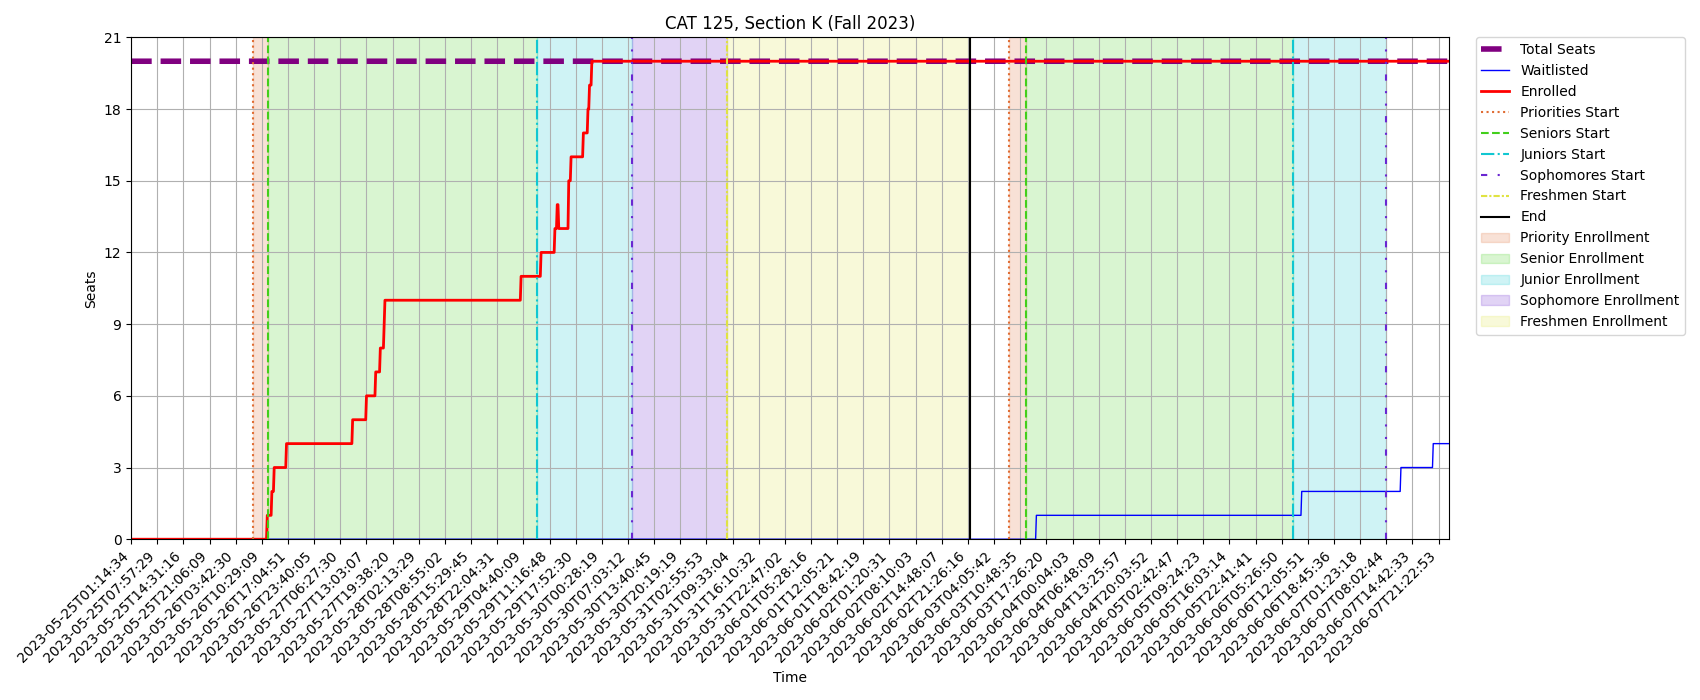 CAT 125, Section K (Fall 2023)
21
18
15
12
9
6
3
0
Seats
2023-05-25T01:14:34
2023-05-25T07:57:29
2023-05-25T14:31:16
2023-05-25T21:06:09
2023-05-26T03:42:30
2023-05-26T10:29:09
2023-05-26T17:04:51
2023-05-26T23:40:05
2023-05-27T06:27:30
2023-05-27T13:03:07
2023-05-27T19:38:20
2023-05-28T02:13:29
2023-05-28T08:55:02
2023-05-28T15:29:45
2023-05-28T22:04:31
2023-05-29T04:40:09
2023-05-29T11:16:48
2023-05-29T17:52:30
2023-05-30T00:28:19
2023-05-30T07:03:12
2023-05-30T13:40:45
2023-05-30T20:19:19
2023-05-31T02:55:53
2023-05-31T09:33:04
2023-05-31T16:10:32
2023-05-31T22:47:02
2023-06-01T05:28:16
2023-06-01T12:05:21
2023-06-01T18:42:19
2023-06-02T01:20:31
2023-06-02T08:10:03
2023-06-02T14:48:07
2023-06-02T21:26:16
2023-06-03T04:05:42
2023-06-03T10:48:35
2023-06-03T17:26:20
2023-06-04T00:04:03
2023-06-04T06:48:09
2023-06-04T13:25:57
2023-06-04T20:03:52
2023-06-05T02:42:47
2023-06-05T09:24:23
2023-06-05T16:03:14
2023-06-05T22:41:41
2023-06-06T05:26:50
2023-06-06T12:05:51
2023-06-06T18:45:36
2023-06-07T01:23:18
2023-06-07T08:02:44
2023-06-07T14:42:33
2023-06-07T21:22:53
Time
Total Seats
Waitlisted
Enrolled
Priorities Start
Seniors Start
Juniors Start
Sophomores Start
Freshmen Start
End
Priority Enrollment
Senior Enrollment
Junior Enrollment
Sophomore Enrollment
Freshmen Enrollment